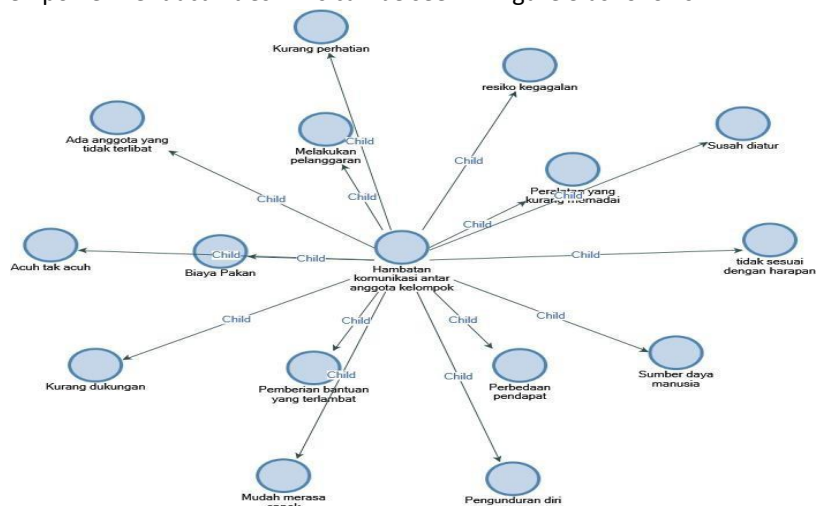 Kurang perhatian
resiko kegagalan
Ada anggota yang
tidak terlibat
Melakukan
pelanggaran
Child
Susah diatur
Child
Peralatan yang
kurang memadai
Child
Child
Child
Child
Acuh tak acuh
Child
Biaya Pakan
Child
Hambatan
komunikasi antar
anggota kelompok
Child
tidak sesuai
dengan harapan
Child
Child
Child
Child
Kurang dukungan
Pemberian bantuan
yang terlambat
Child
Child
Perbedaan
pendapat
Sumber daya
manusia
Mudah merasa
Pengunduran diri